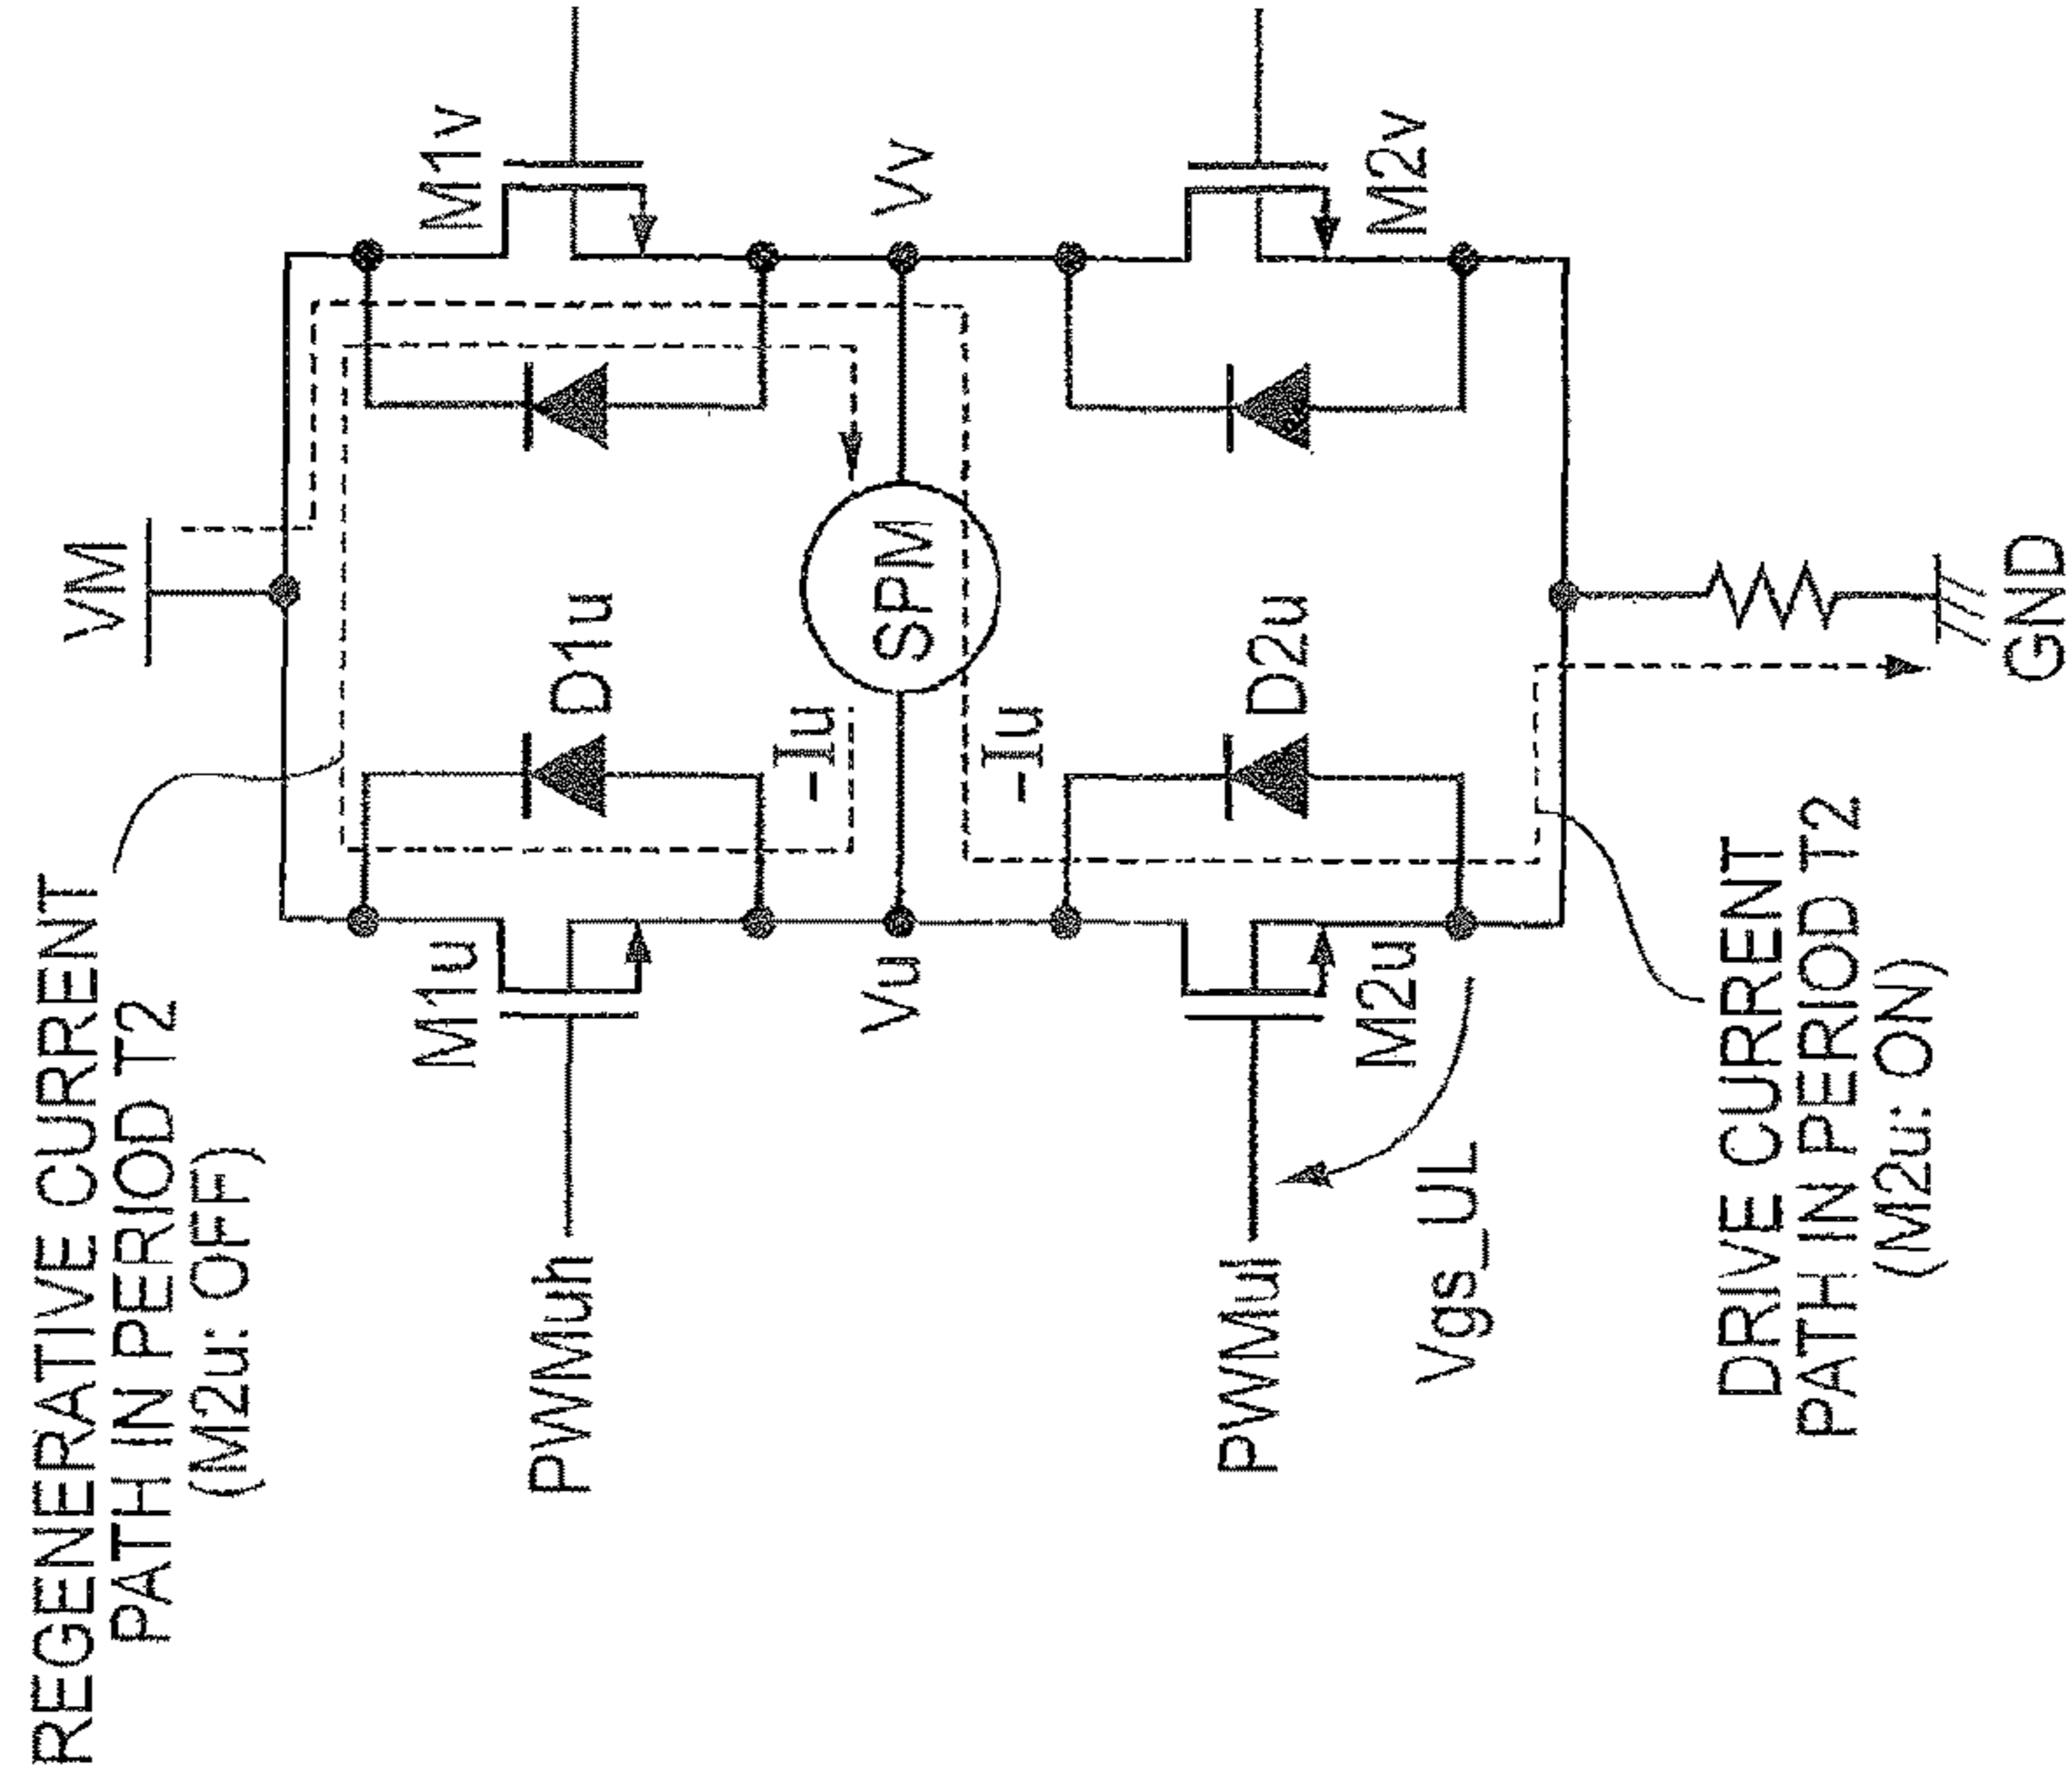 REGENERATIVE CURRENT
PATH IN PERIOD T2
(M2u: OFF)
VM
M1u
D1u
M1v
PWMuh
-Iu
Vu
SPM
Vv
-Iu
PWMul
M2u
D2u
M2v
Vgs_UL
DRIVE CURRENT
PATH IN PERIOD T2
(M2u: ON)
GND